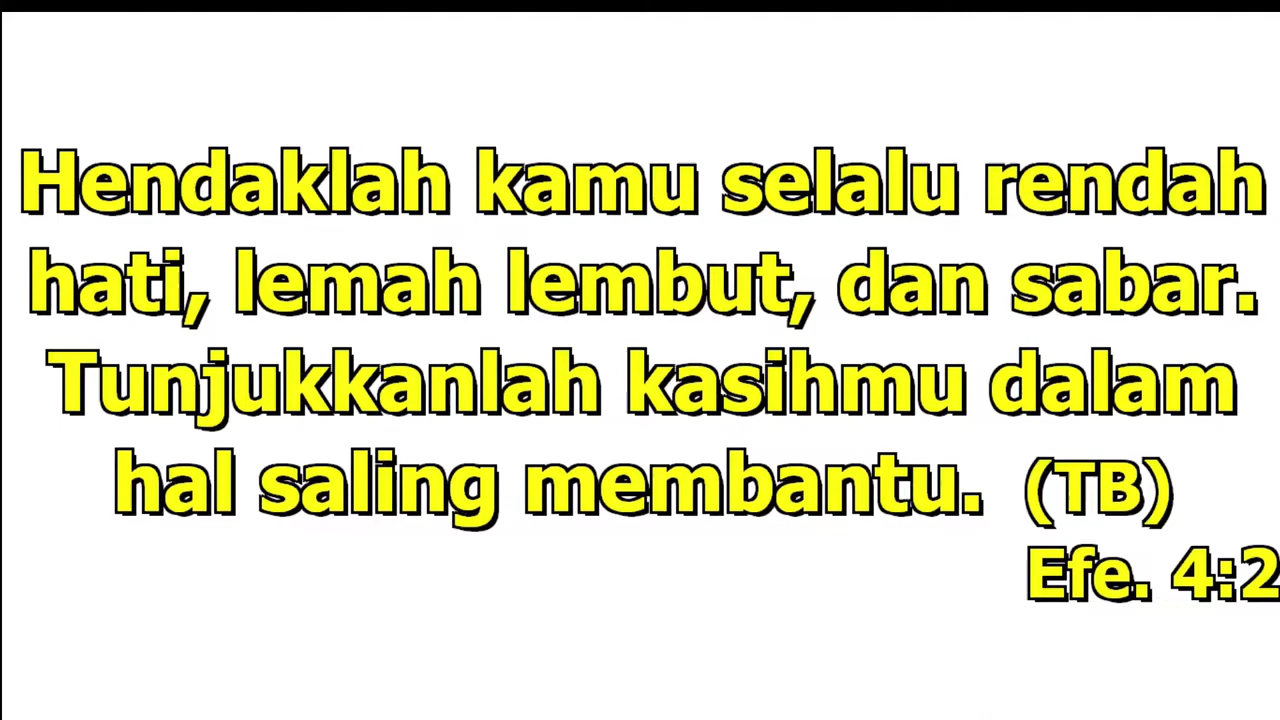 Hendaklah kamu selalu rendah
hati, lemah lembut, dan sabar.
Tunjukkanlah kasihmu dalam
hal saling membantu. (TB)
Efe. 4:2